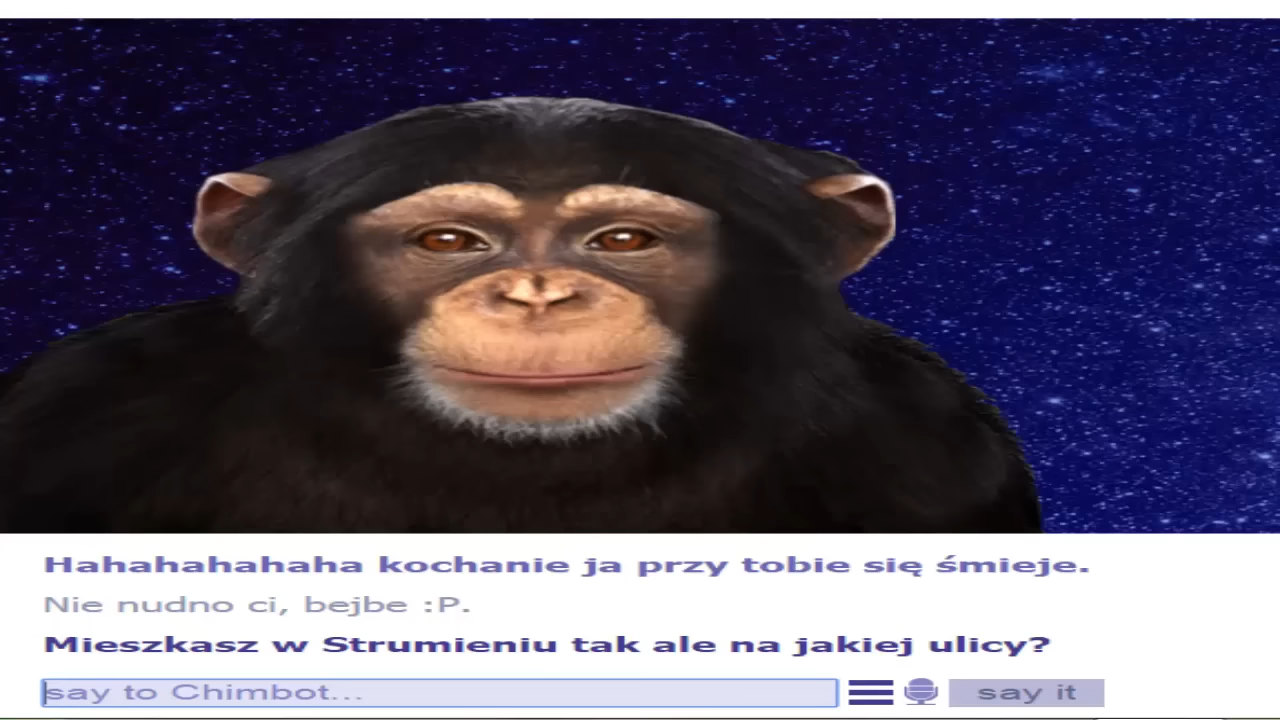 Hahahahahaha kochanie ja przy tobie się śmieje.
Nie nudno ci, bejbe :P.
Mieszkasz w Strumieniu tak ale na jakiej ulicy?
say to Chimbot... say it